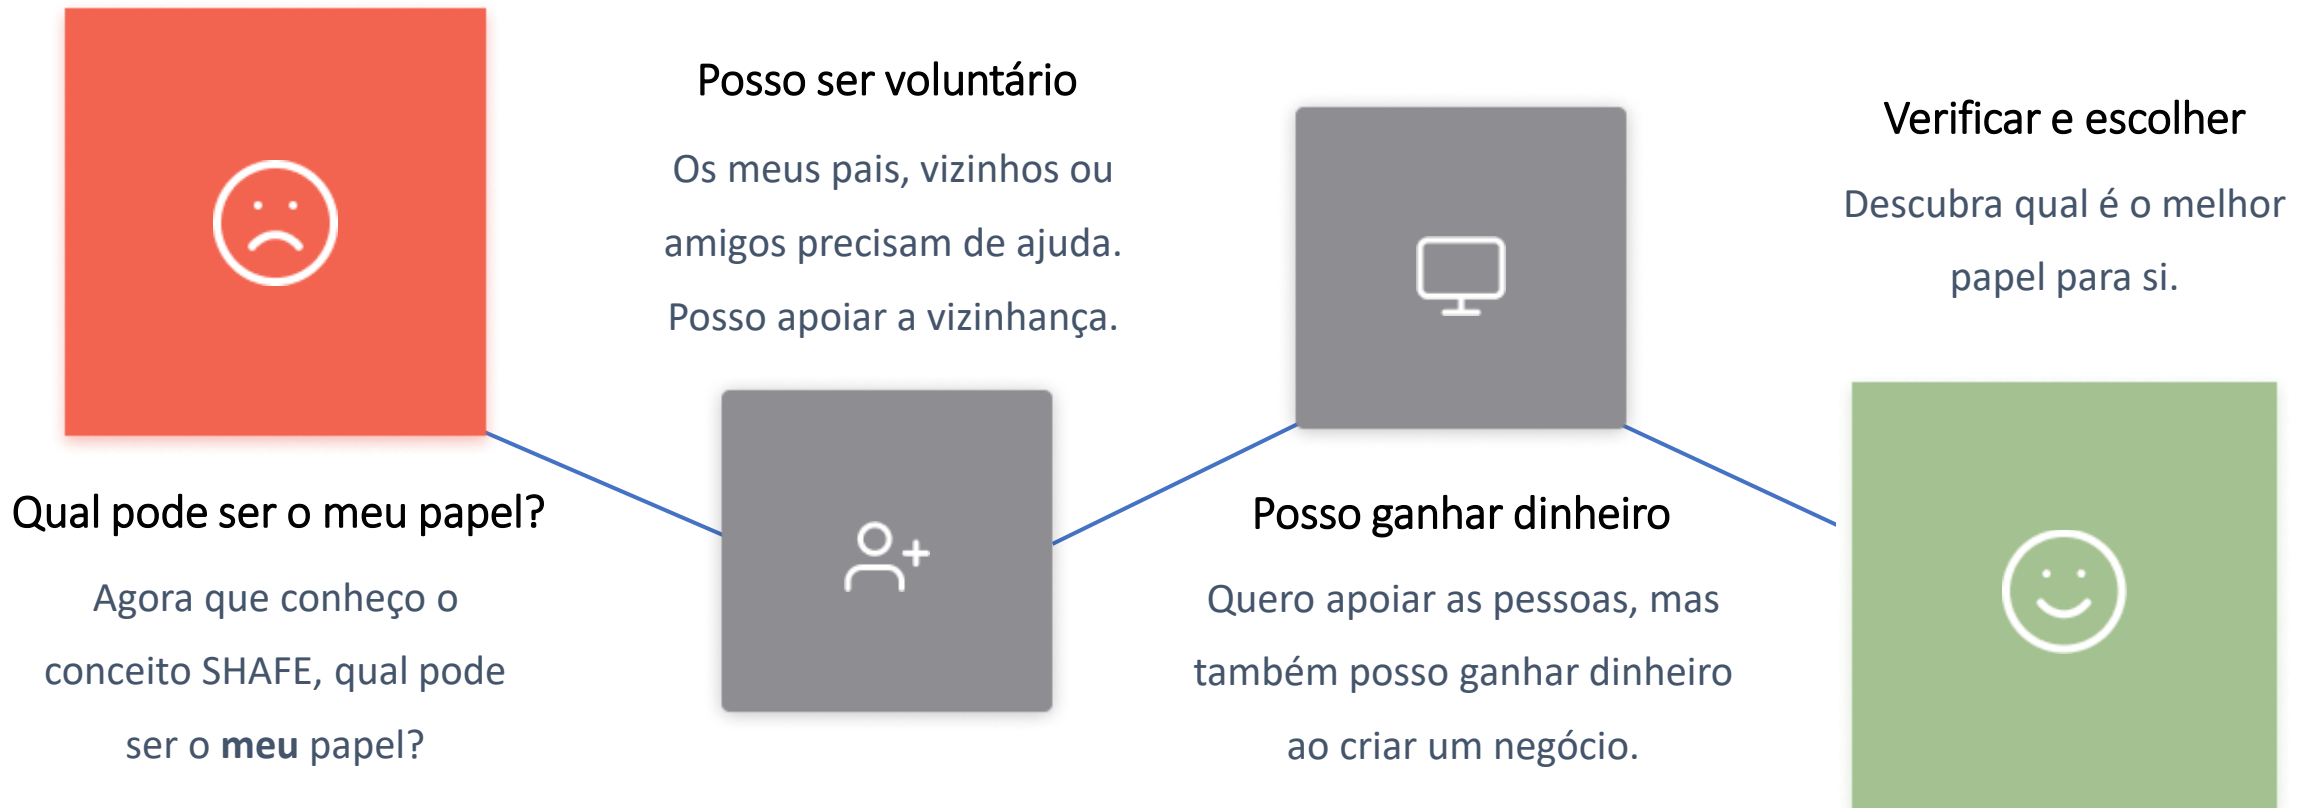 Qual pode ser o meu papel?
Agora que conheço o
conceito SHAFE, qual pode
ser o meu papel?
Posso ser voluntário
Os meus pais, vizinhos ou
amigos precisam de ajuda.
Posso apoiar a vizinhança.
Posso ganhar dinheiro
Quero apoiar as pessoas, mas
também posso ganhar dinheiro
ao criar um negócio.
Verificar e escolher
Descubra qual é o melhor
papel para si.